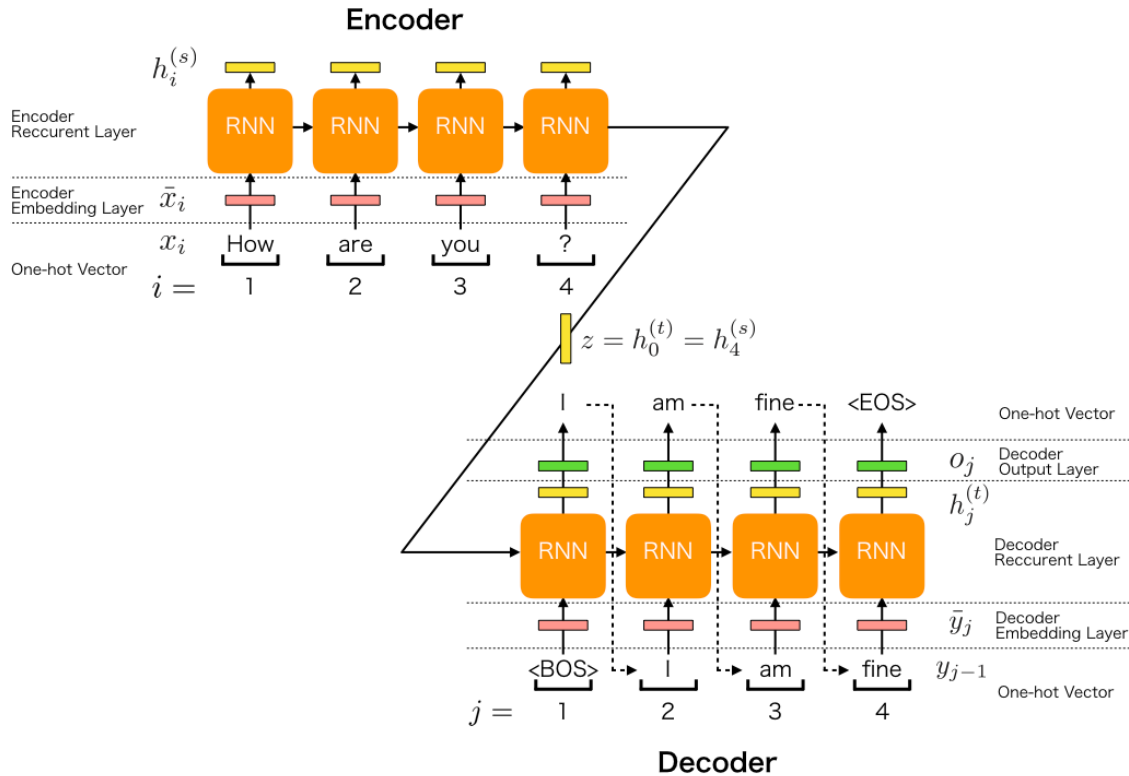 Encoder
h_i^{(s)}
Encoder
Reccurent Layer
RNN RNN RNN RNN
Encoder
Embedding Layer
x̄_i
x_i How are you ?
One-hot Vector
i = 1 2 3 4
z = h_0^{(t)} = h_4^{(s)}
I am fine <EOS>
One-hot Vector
o_j
Decoder
Output Layer
h_j^{(t)}
RNN RNN RNN RNN
Decoder
Reccurent Layer
ȳ_j
Decoder
Embedding Layer
<BOS> I am fine y_{j-1}
One-hot Vector
j = 1 2 3 4
Decoder